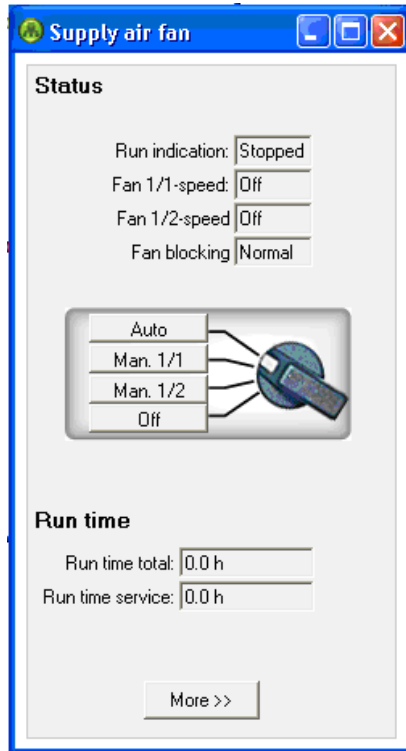 Supply air fan
Status
Run indication: Stopped
Fan 1/1-speed: Off
Fan 1/2-speed Off
Fan blocking Normal
Auto
Man. 1/1
Man. 1/2
Off
Run time
Run time total: 0.0 h
Run time service: 0.0 h
More >>